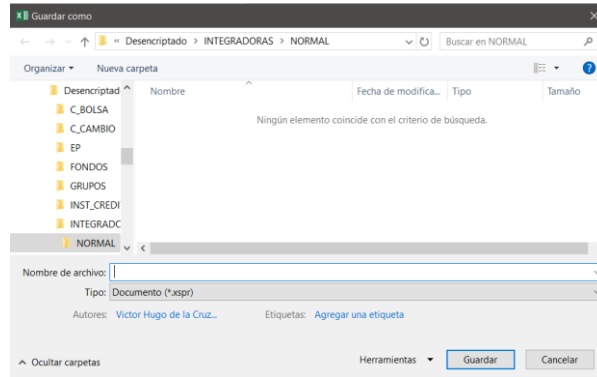 Guardar como
« Desencriptado > INTEGRADORAS > NORMAL
Buscar en NORMAL
Organizar
Nueva carpeta
Nombre
Fecha de modifica...
Tipo
Tamaño
Desencriptad
C_BOLSA
C_CAMBIO
EP
FONDOS
GRUPOS
INST_CREDI
INTEGRADC
NORMAL
Ningún elemento coincide con el criterio de búsqueda.
Nombre de archivo:
Tipo: Documento (*.xspr)
Autores: Victor Hugo de la Cruz...
Etiquetas: Agregar una etiqueta
Ocultar carpetas
Herramientas
Guardar
Cancelar